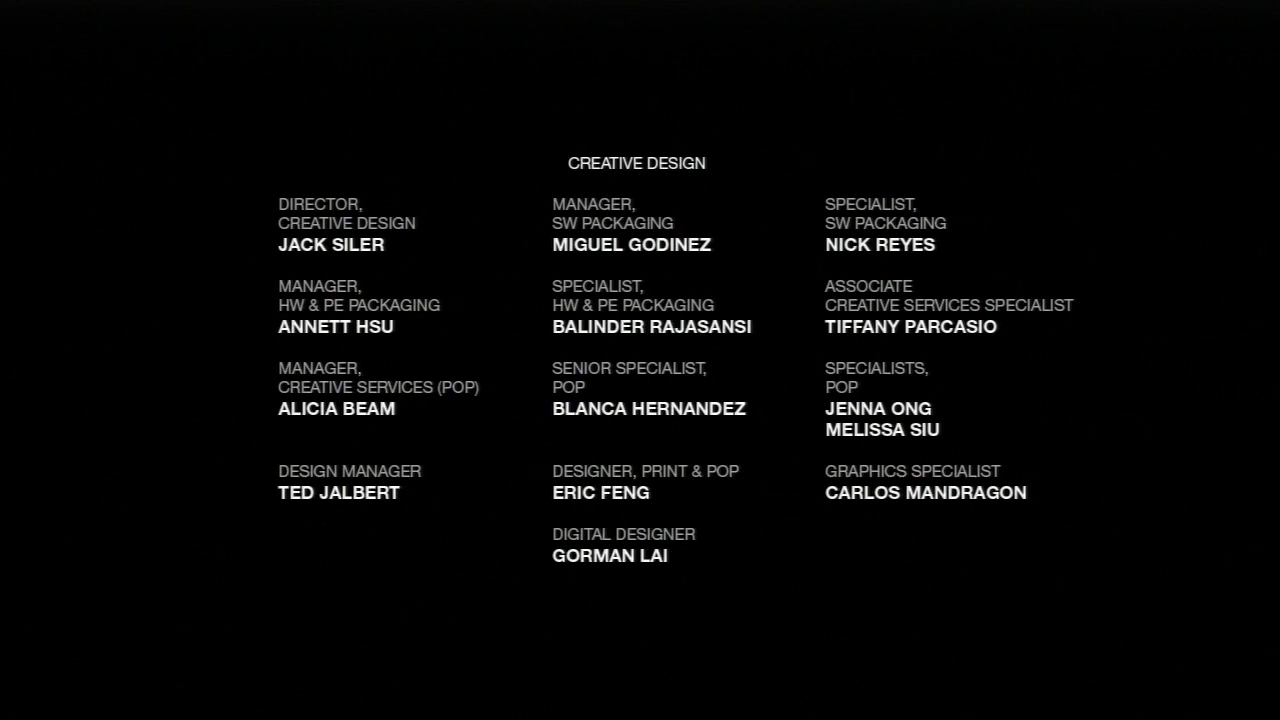 CREATIVE DESIGN
DIRECTOR,
CREATIVE DESIGN
JACK SILER
MANAGER,
SW PACKAGING
MIGUEL GODINEZ
SPECIALIST,
SW PACKAGING
NICK REYES
MANAGER,
HW & PE PACKAGING
ANNETT HSU
SPECIALIST,
HW & PE PACKAGING
BALINDER RAJASANSI
ASSOCIATE
CREATIVE SERVICES SPECIALIST
TIFFANY PARCASIO
MANAGER,
CREATIVE SERVICES (POP)
ALICIA BEAM
SENIOR SPECIALIST,
POP
BLANCA HERNANDEZ
SPECIALISTS,
POP
JENNA ONG
MELISSA SIU
DESIGN MANAGER
TED JALBERT
DESIGNER, PRINT & POP
ERIC FENG
GRAPHICS SPECIALIST
CARLOS MANDRAGON
DIGITAL DESIGNER
GORMAN LAI